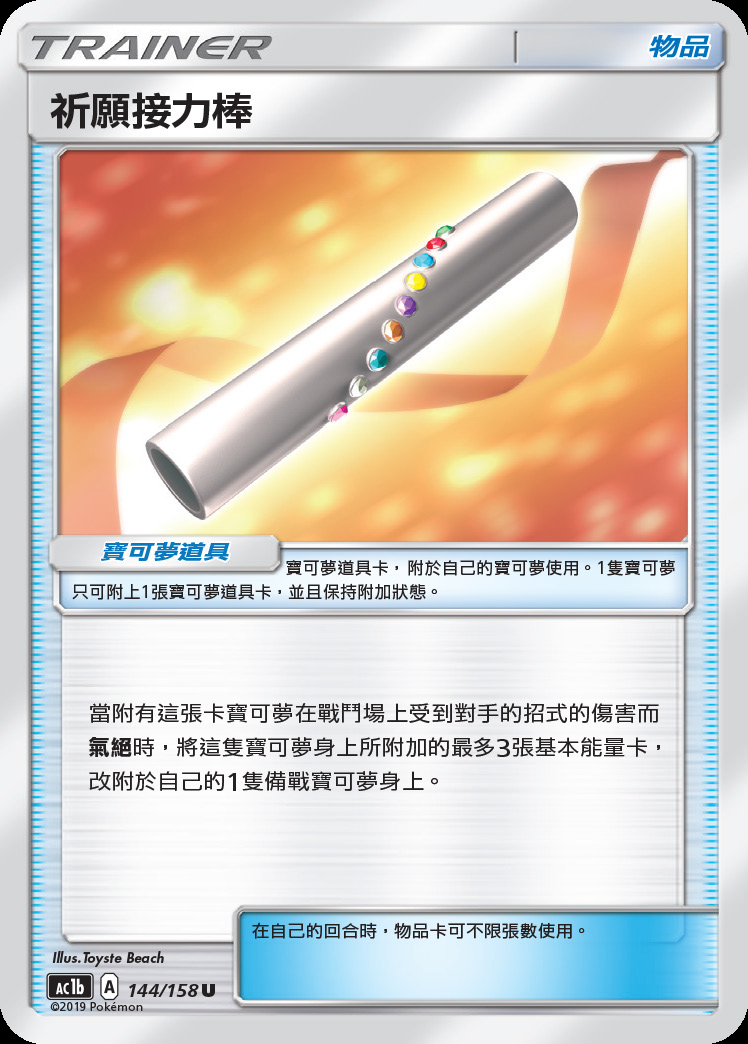 TRAINER
物品
祈願接力棒
寶可夢道具
寶可夢道具卡，附於自己的寶可夢使用。1隻寶可夢
只可附上1張寶可夢道具卡，並且保持附加狀態。
當附有這張卡寶可夢在戰鬥場上受到對手的招式的傷害而
氣絕時，將這隻寶可夢身上所附加的最多3張基本能量卡，
改附於自己的1隻備戰寶可夢身上。
在自己的回合時，物品卡可不限張數使用。
Illus.Toyste Beach
AC1b A 144/158 U
©2019 Pokémon